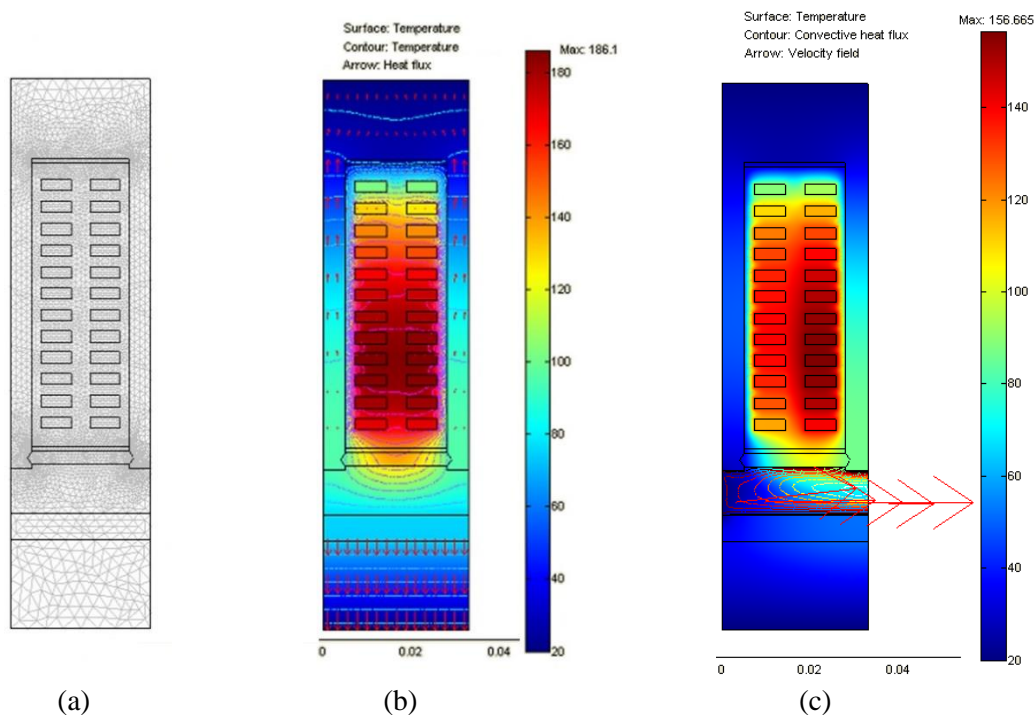 Surface: Temperature
Contour: Temperature
Arrow: Heat flux
Max: 186.1
180
160
140
120
100
80
60
40
20
0
0.02
0.04
Surface: Temperature
Contour: Convective heat flux
Arrow: Velocity field
Max: 156.665
140
120
100
80
60
40
20
0
0.02
0.04
(a)
(b)
(c)